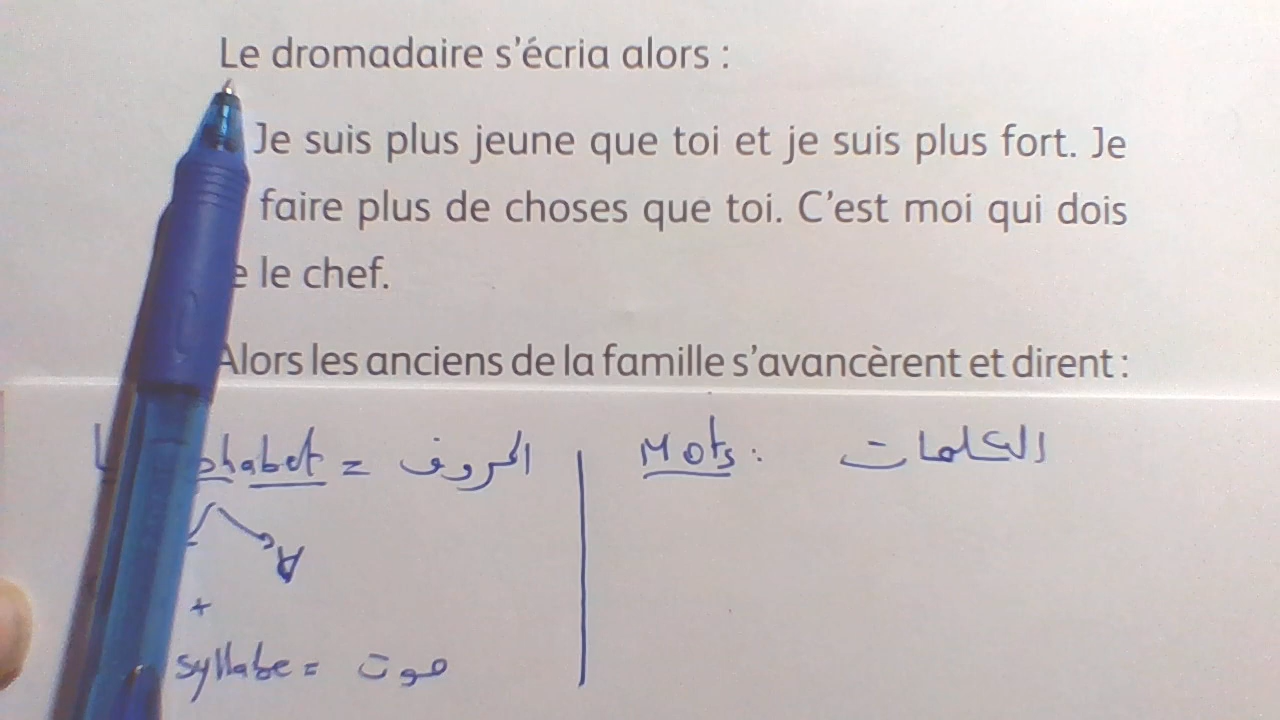 Le dromadaire s'écria alors :
Je suis plus jeune que toi et je suis plus fort. Je
faire plus de choses que toi. C'est moi qui dois
le chef.
Alors les anciens de la famille s'avancèrent et dirent :
phabet = الحروف
Mots : الكلمات
A
+
syllabe = صوت